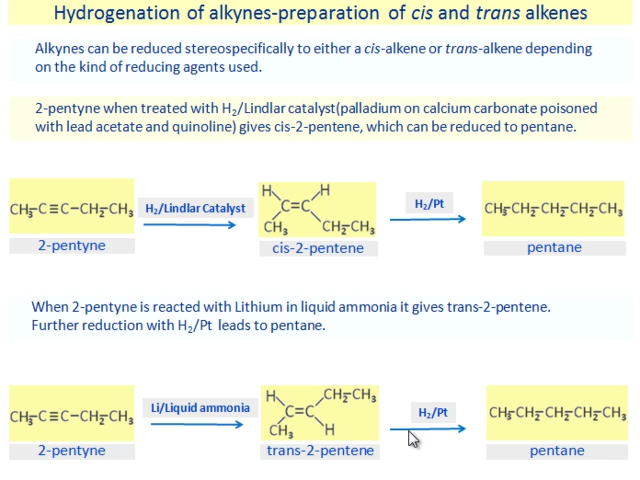 Hydrogenation of alkynes-preparation of cis and trans alkenes
Alkynes can be reduced stereospecifically to either a cis-alkene or trans-alkene depending
on the kind of reducing agents used.
2-pentyne when treated with H₂/Lindlar catalyst(palladium on calcium carbonate poisoned
with lead acetate and quinoline) gives cis-2-pentene, which can be reduced to pentane.
CH₃-C≡C-CH₂-CH₃
H₂/Lindlar Catalyst
H H
C=C
CH₃ CH₂-CH₃
H₂/Pt
CH₃-CH₂-CH₂-CH₂-CH₃
2-pentyne
cis-2-pentene
pentane
When 2-pentyne is reacted with Lithium in liquid ammonia it gives trans-2-pentene.
Further reduction with H₂/Pt leads to pentane.
CH₃-C≡C-CH₂-CH₃
Li/Liquid ammonia
H CH₂-CH₃
C=C
CH₃ H
H₂/Pt
CH₃-CH₂-CH₂-CH₂-CH₃
2-pentyne
trans-2-pentene
pentane